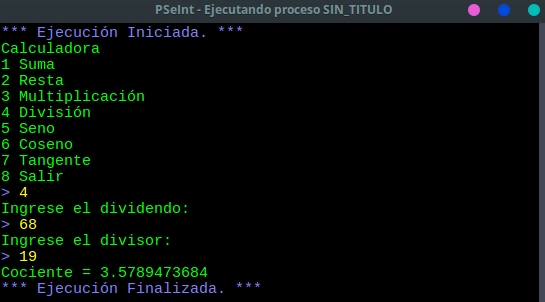 PSeInt - Ejecutando proceso SIN_TITULO
*** Ejecución Iniciada. ***
Calculadora
1 Suma
2 Resta
3 Multiplicación
4 División
5 Seno
6 Coseno
7 Tangente
8 Salir
> 4
Ingrese el dividendo:
> 68
Ingrese el divisor:
> 19
Cociente = 3.5789473684
*** Ejecución Finalizada. ***